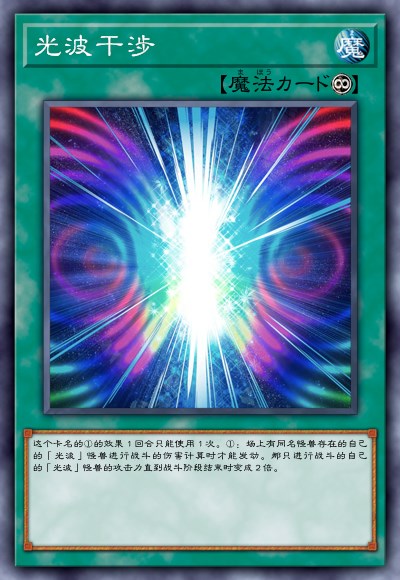 光波干渉
魔
【魔法カード】
まほう
这个卡名的①的效果1回合只能使用1次。①：场上有同名怪兽存在的自己
的「光波」怪兽进行战斗的伤害计算时才能发动。那只进行战斗的自己
的「光波」怪兽的攻击力直到战斗阶段结束时变成2倍。